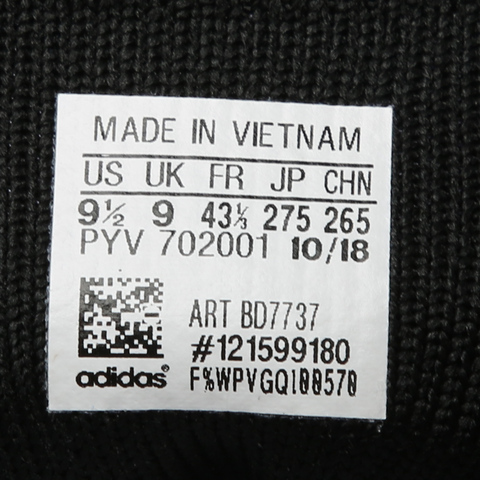 MADE IN VIETNAM
US UK FR JP CHN
9½ 9 43⅓ 275 265
PYV 702001 10/18
ART BD7737
#121599180
adidas® F%WPVGQ100570